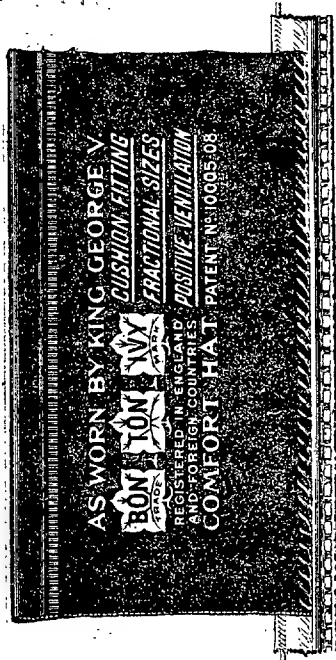 AS WORN BY KING GEORGE V
BON TON IVY
TRADE MARK
CUSHION FITTING
FRACTIONAL SIZES
POSITIVE VENTILATION
REGISTERED IN ENGLAND
AND FOREIGN COUNTRIES
COMFORT HAT PATENT Nº 10005·08